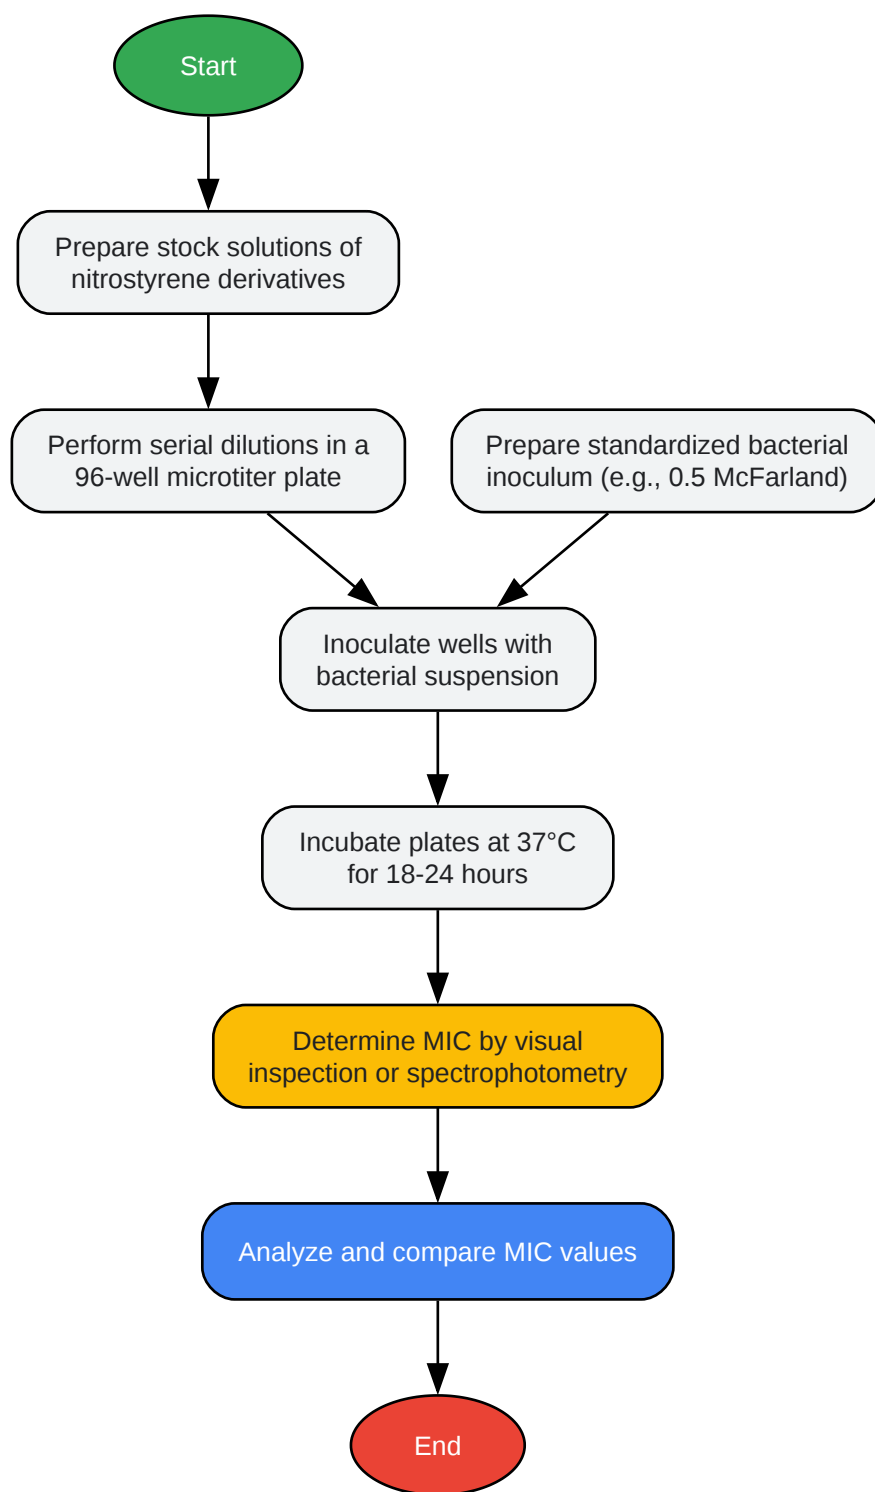 Start
Prepare stock solutions of
nitrostyrene derivatives
Perform serial dilutions in a
96-well microtiter plate
Prepare standardized bacterial
inoculum (e.g., 0.5 McFarland)
Inoculate wells with
bacterial suspension
Incubate plates at 37°C
for 18-24 hours
Determine MIC by visual
inspection or spectrophotometry
Analyze and compare MIC values
End